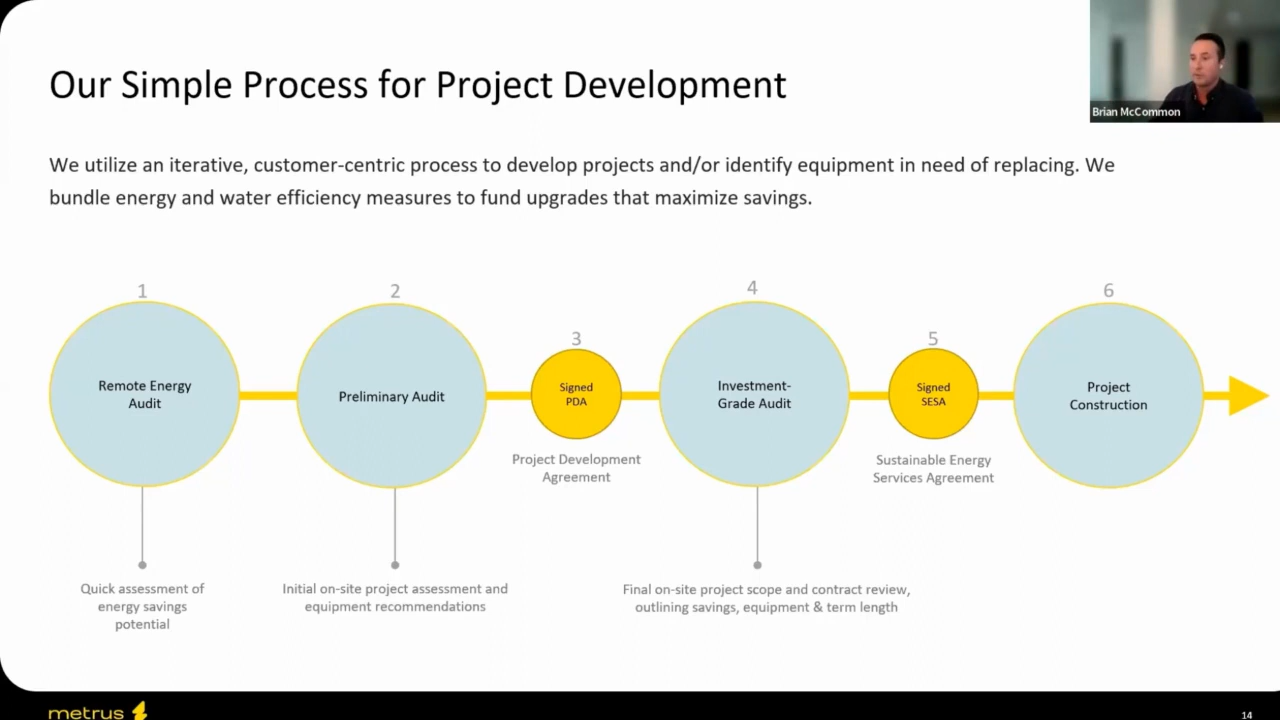 Our Simple Process for Project Development
Brian McCommon
We utilize an iterative, customer-centric process to develop projects and/or identify equipment in need of replacing. We
bundle energy and water efficiency measures to fund upgrades that maximize savings.
1
Remote Energy
Audit
Quick assessment of
energy savings
potential
2
Preliminary Audit
Initial on-site project assessment and
equipment recommendations
3
Signed
PDA
Project Development
Agreement
4
Investment-
Grade Audit
Final on-site project scope and contract review,
outlining savings, equipment & term length
5
Signed
SESA
Sustainable Energy
Services Agreement
6
Project
Construction
metrus
14